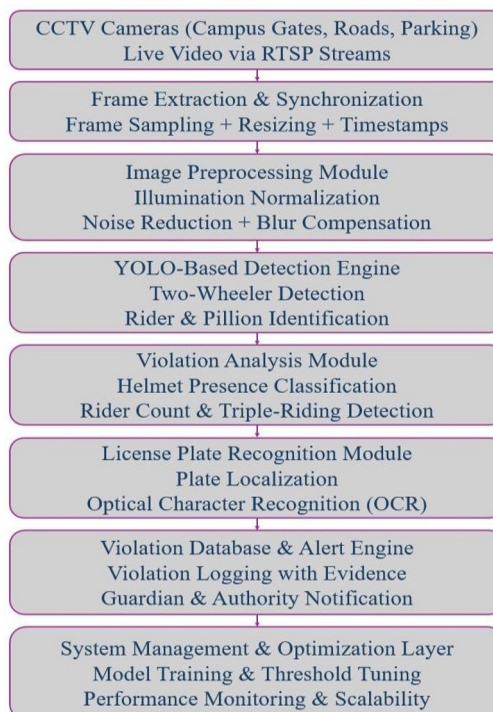 CCTV Cameras (Campus Gates, Roads, Parking)
Live Video via RTSP Streams
Frame Extraction & Synchronization
Frame Sampling + Resizing + Timestamps
Image Preprocessing Module
Illumination Normalization
Noise Reduction + Blur Compensation
YOLO-Based Detection Engine
Two-Wheeler Detection
Rider & Pillion Identification
Violation Analysis Module
Helmet Presence Classification
Rider Count & Triple-Riding Detection
License Plate Recognition Module
Plate Localization
Optical Character Recognition (OCR)
Violation Database & Alert Engine
Violation Logging with Evidence
Guardian & Authority Notification
System Management & Optimization Layer
Model Training & Threshold Tuning
Performance Monitoring & Scalability